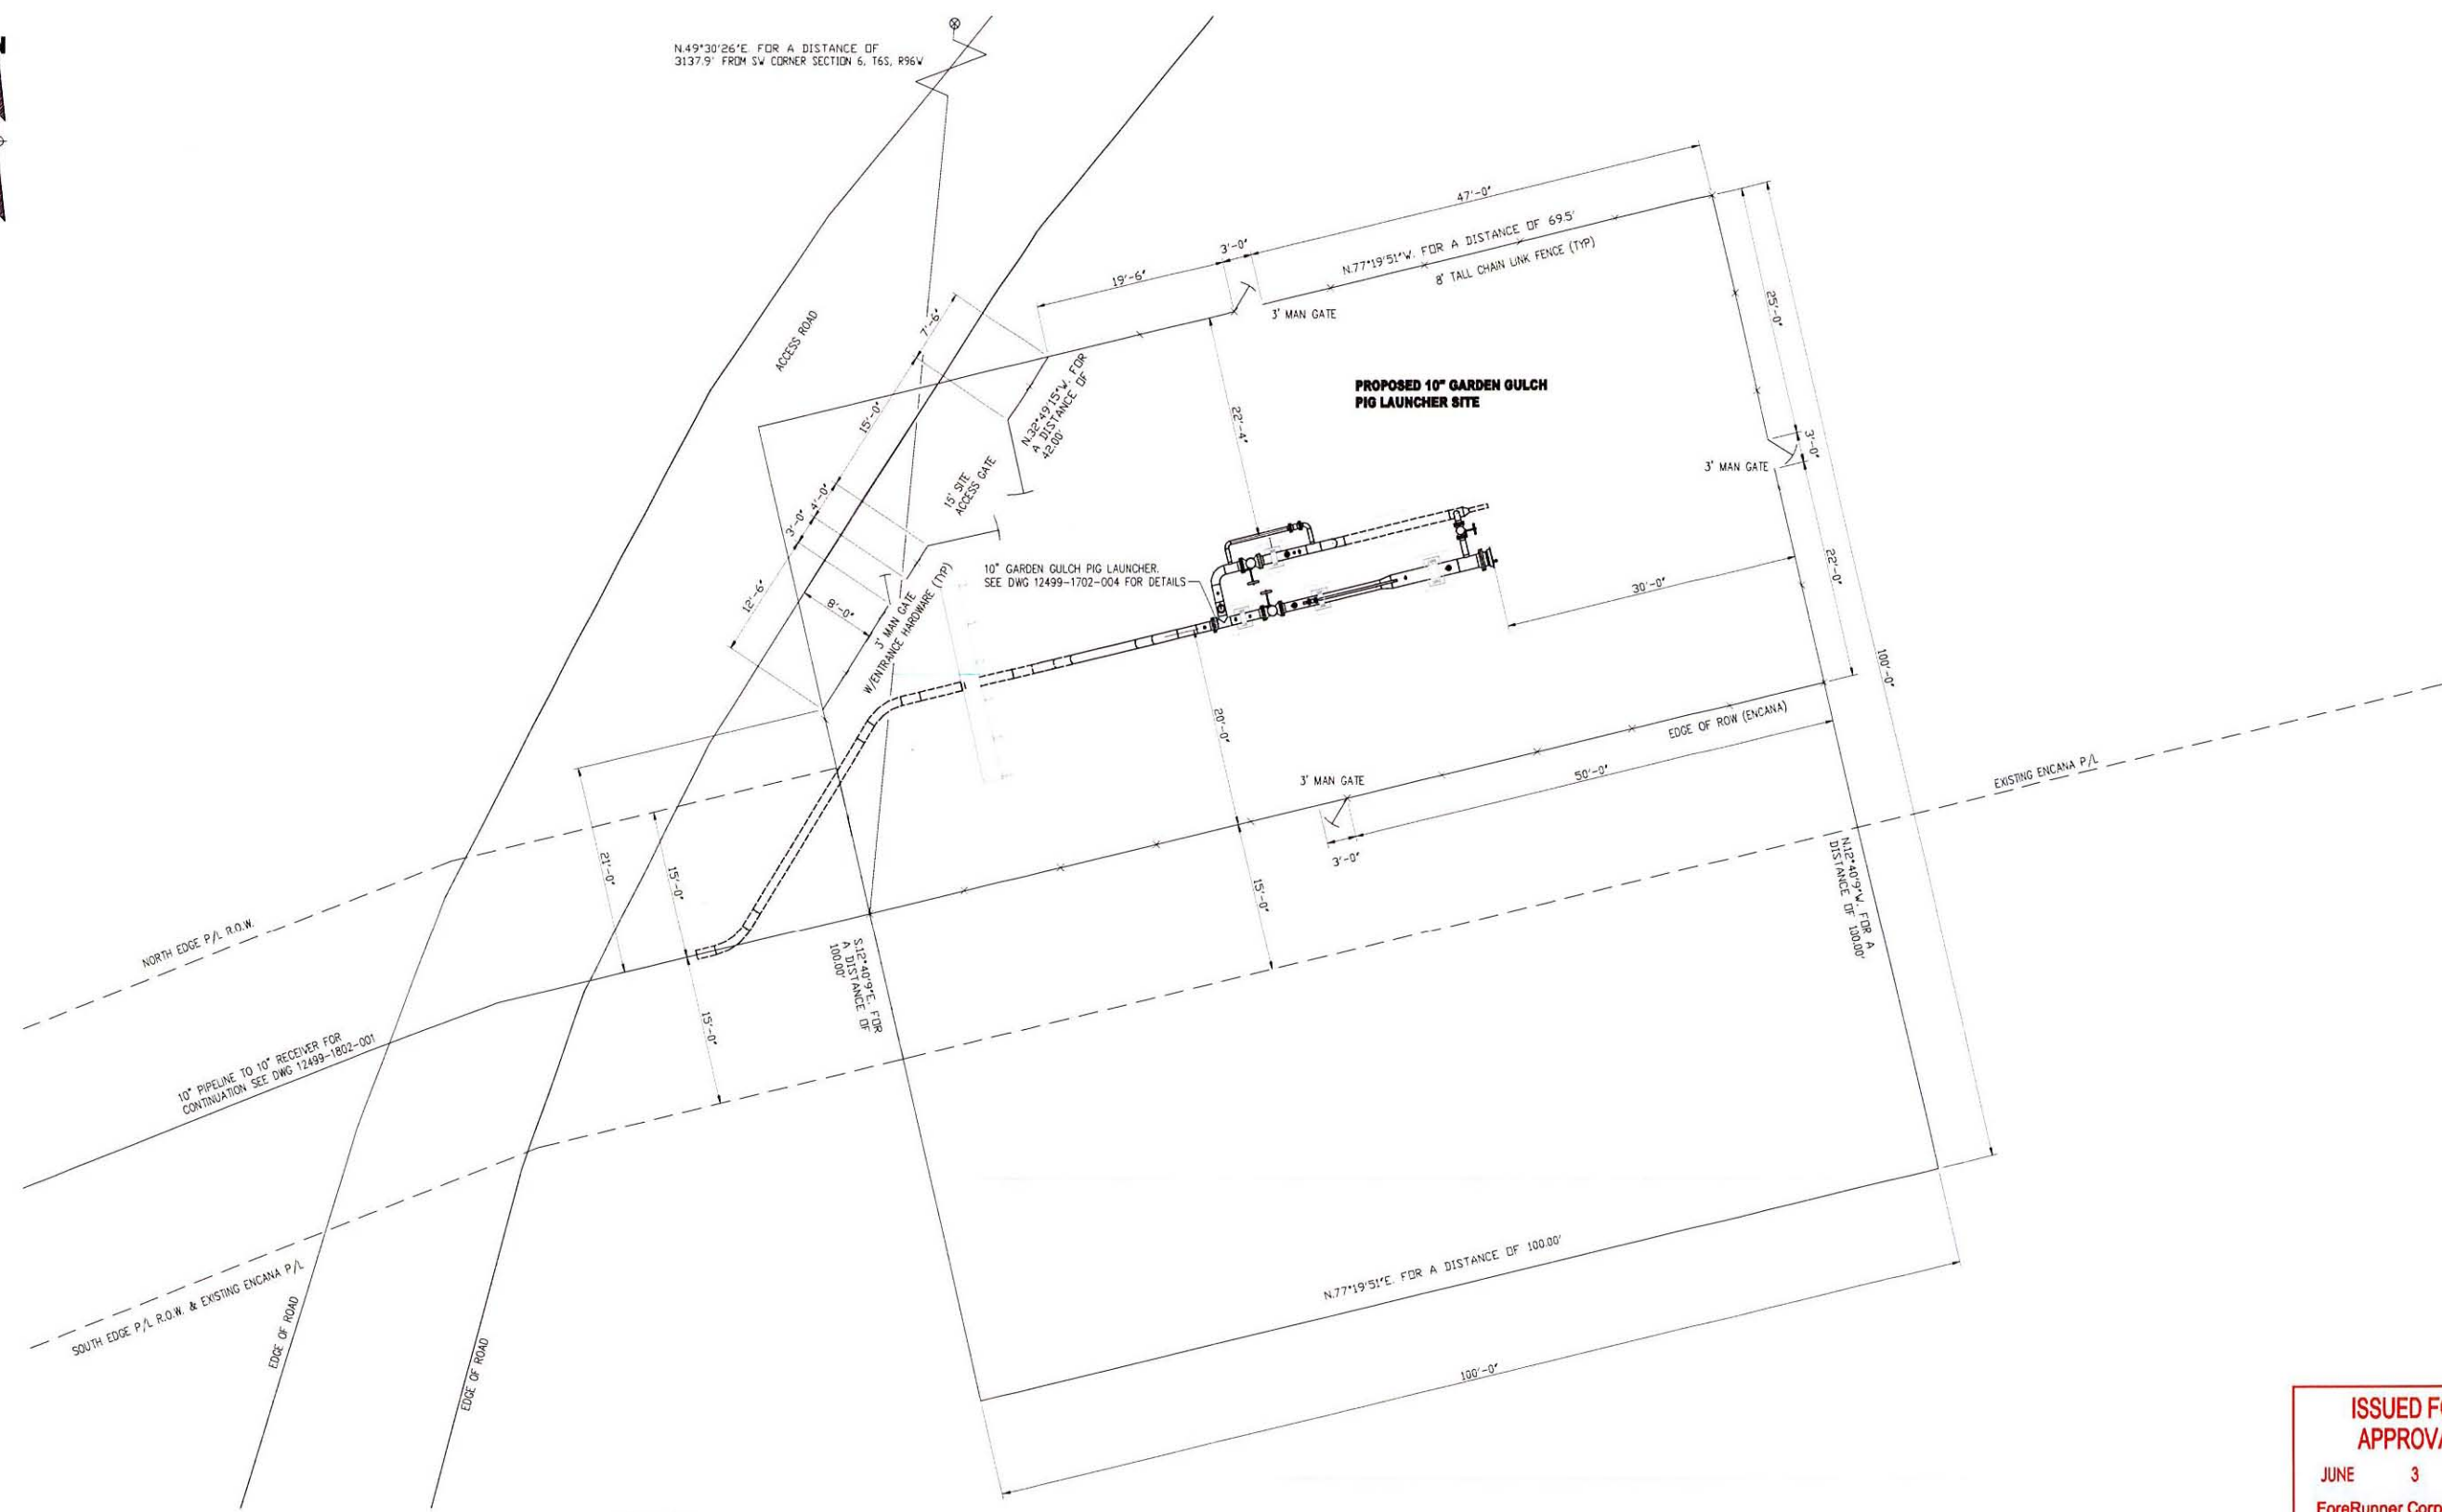 N
N.49°30'26"E. FOR A DISTANCE OF
3137.9' FROM SW CORNER SECTION 6, T6S, R96W
47'-0"
3'-0"
19'-6"
N.77°19'51"W. FOR A DISTANCE OF 69.5'
8' TALL CHAIN LINK FENCE (TYP)
3' MAN GATE
ACCESS ROAD
7'-6"
15'-0"
4'-0"
3'-0"
12'-6"
8'-0"
N.32°49'15"W. FOR
A DISTANCE OF
42.00'
15' SITE
ACCESS GATE
3' MAN GATE
W/ENTRANCE HARDWARE (TYP)
22'-4"
PROPOSED 10" GARDEN GULCH
PIG LAUNCHER SITE
25'-0"
3'-0"
3' MAN GATE
22'-0"
100'-0"
30'-0"
10" GARDEN GULCH PIG LAUNCHER.
SEE DWG 12499-1702-004 FOR DETAILS
20'-0"
EDGE OF ROW (ENCANA)
50'-0"
3' MAN GATE
3'-0"
EXISTING ENCANA P/L
N.12°40'9"W. FOR A
DISTANCE OF 100.00'
15'-0"
21'-0"
15'-0"
15'-0"
S.12°40'9"E. FOR
A DISTANCE OF
100.00'
NORTH EDGE P/L R.O.W.
10" PIPELINE TO 10" RECEIVER FOR
CONTINUATION SEE DWG 12499-1802-001
SOUTH EDGE P/L R.O.W. & EXISTING ENCANA P/L
EDGE OF ROAD
EDGE OF ROAD
N.77°19'51"E. FOR A DISTANCE OF 100.00'
100'-0"
ISSUED FO
APPROVA
JUNE 3
ForeRunner Corp